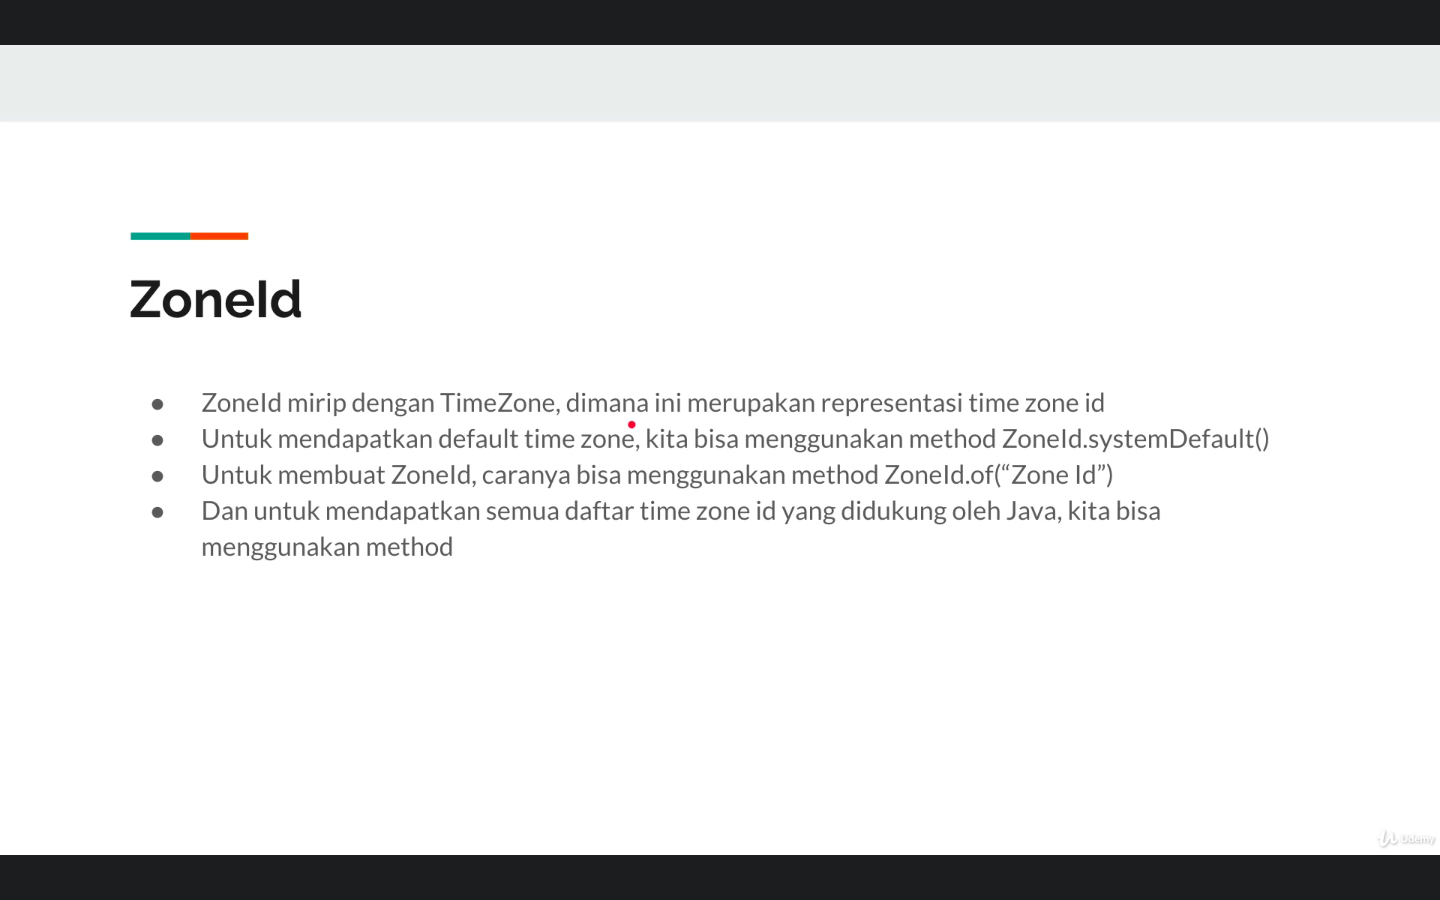 ZoneId
● ZoneId mirip dengan TimeZone, dimana ini merupakan representasi time zone id
● Untuk mendapatkan default time zone, kita bisa menggunakan method ZoneId.systemDefault()
● Untuk membuat ZoneId, caranya bisa menggunakan method ZoneId.of(“Zone Id”)
● Dan untuk mendapatkan semua daftar time zone id yang didukung oleh Java, kita bisa
menggunakan method
Udemy